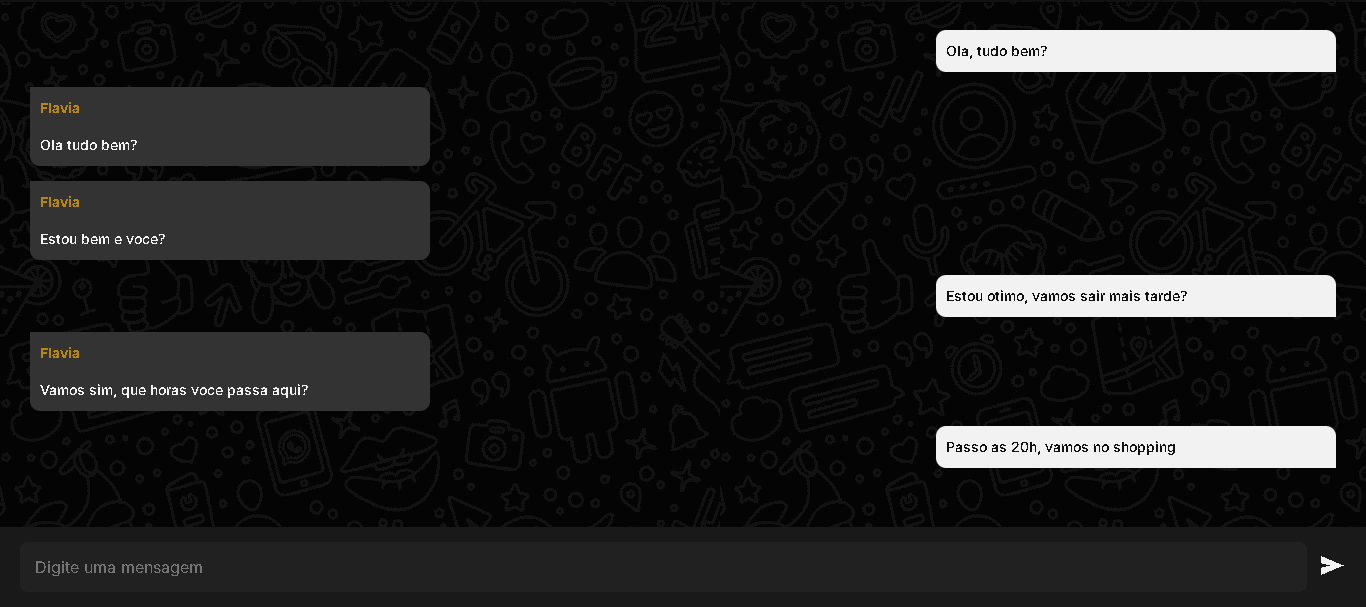 Ola, tudo bem?
Flavia
Ola tudo bem?
Flavia
Estou bem e voce?
Estou otimo, vamos sair mais tarde?
Flavia
Vamos sim, que horas voce passa aqui?
Passo as 20h, vamos no shopping
Digite uma mensagem